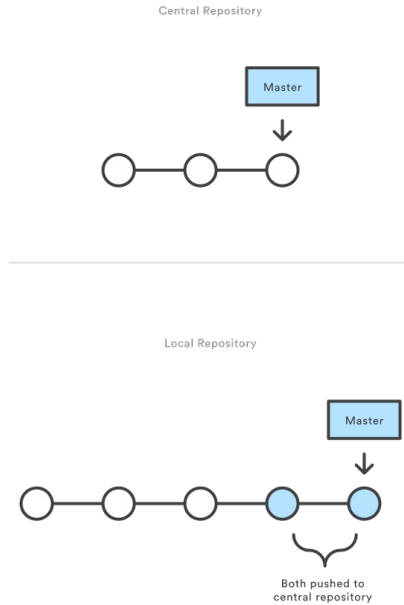 Central Repository
Master
Local Repository
Master
Both pushed to
central repository